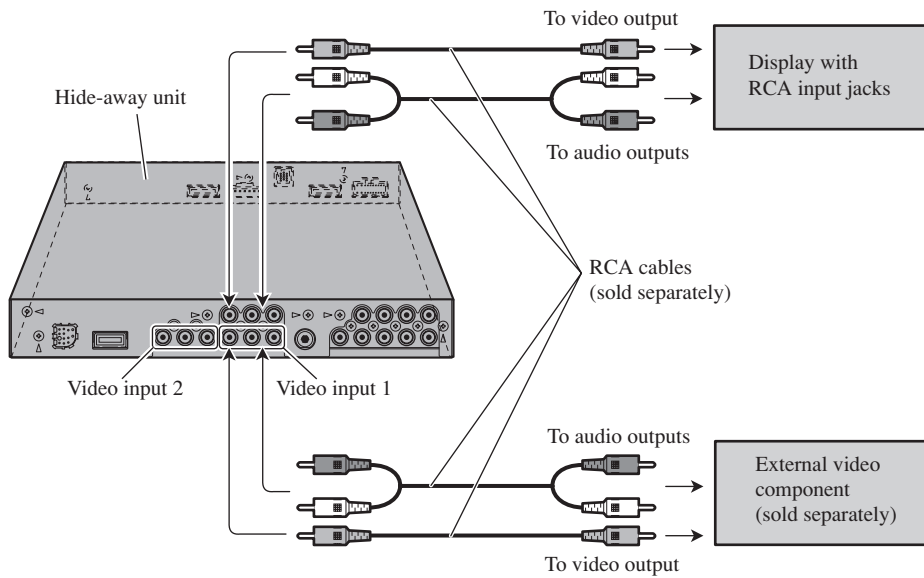 To video output
Display with
RCA input jacks
Hide-away unit
To audio outputs
RCA cables
(sold separately)
Video input 2
Video input 1
To audio outputs
External video
component
(sold separately)
To video output